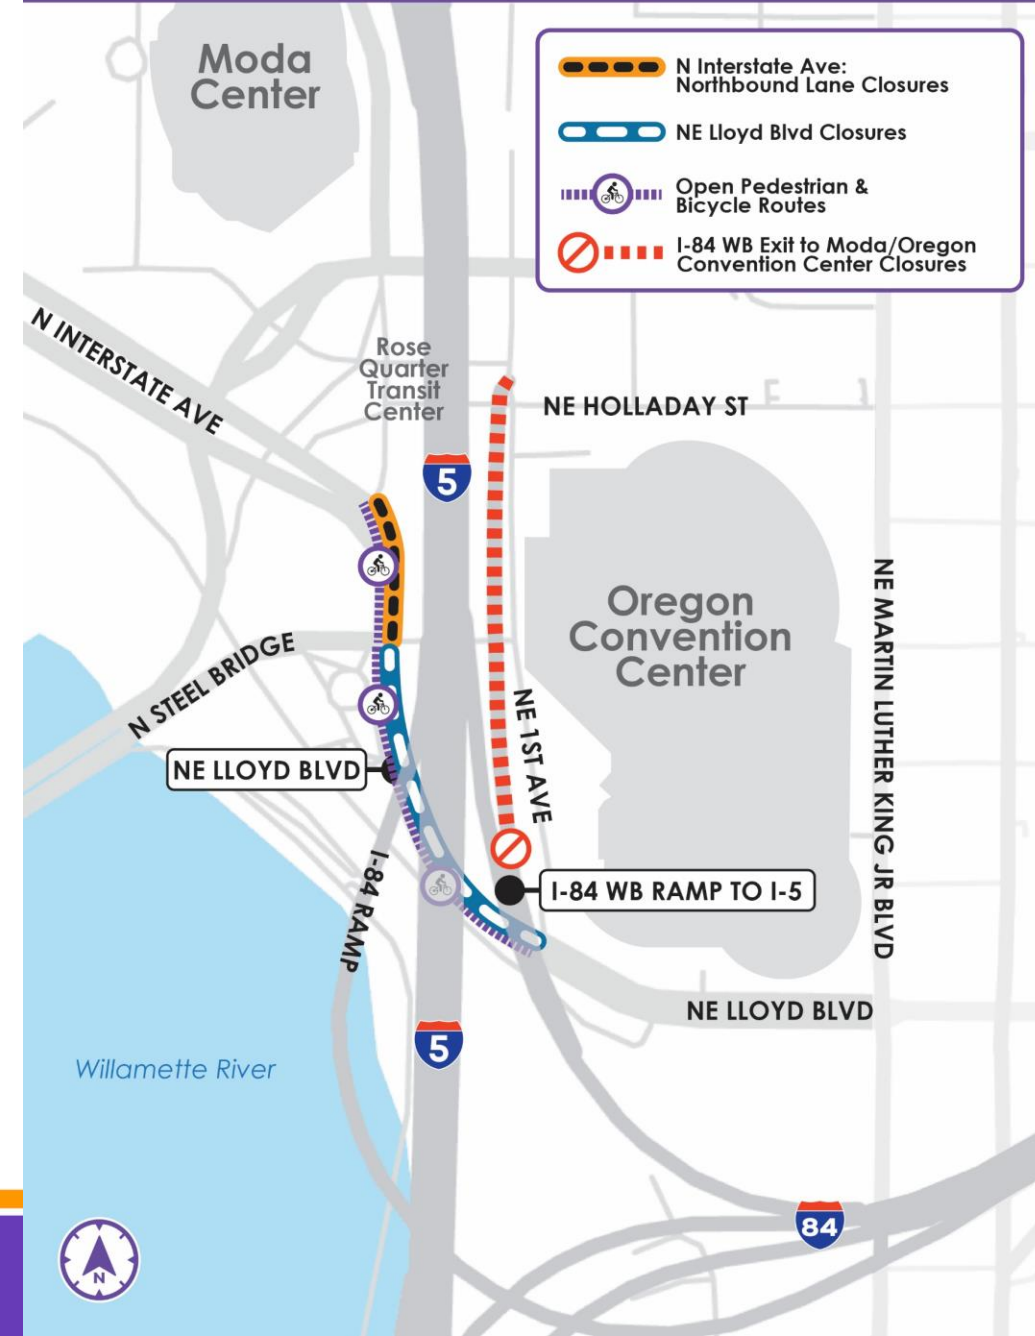 Moda
Center
N Interstate Ave:
Northbound Lane Closures
NE Lloyd Blvd Closures
Open Pedestrian &
Bicycle Routes
I-84 WB Exit to Moda/Oregon
Convention Center Closures
N INTERSTATE AVE
Rose
Quarter
Transit
Center
NE HOLLADAY ST
5
Oregon
Convention
Center
NE MARTIN LUTHER KING JR BLVD
N STEEL BRIDGE
NE 1ST AVE
NE LLOYD BLVD
I-84 RAMP
I-84 WB RAMP TO I-5
NE LLOYD BLVD
5
Willamette River
84
N